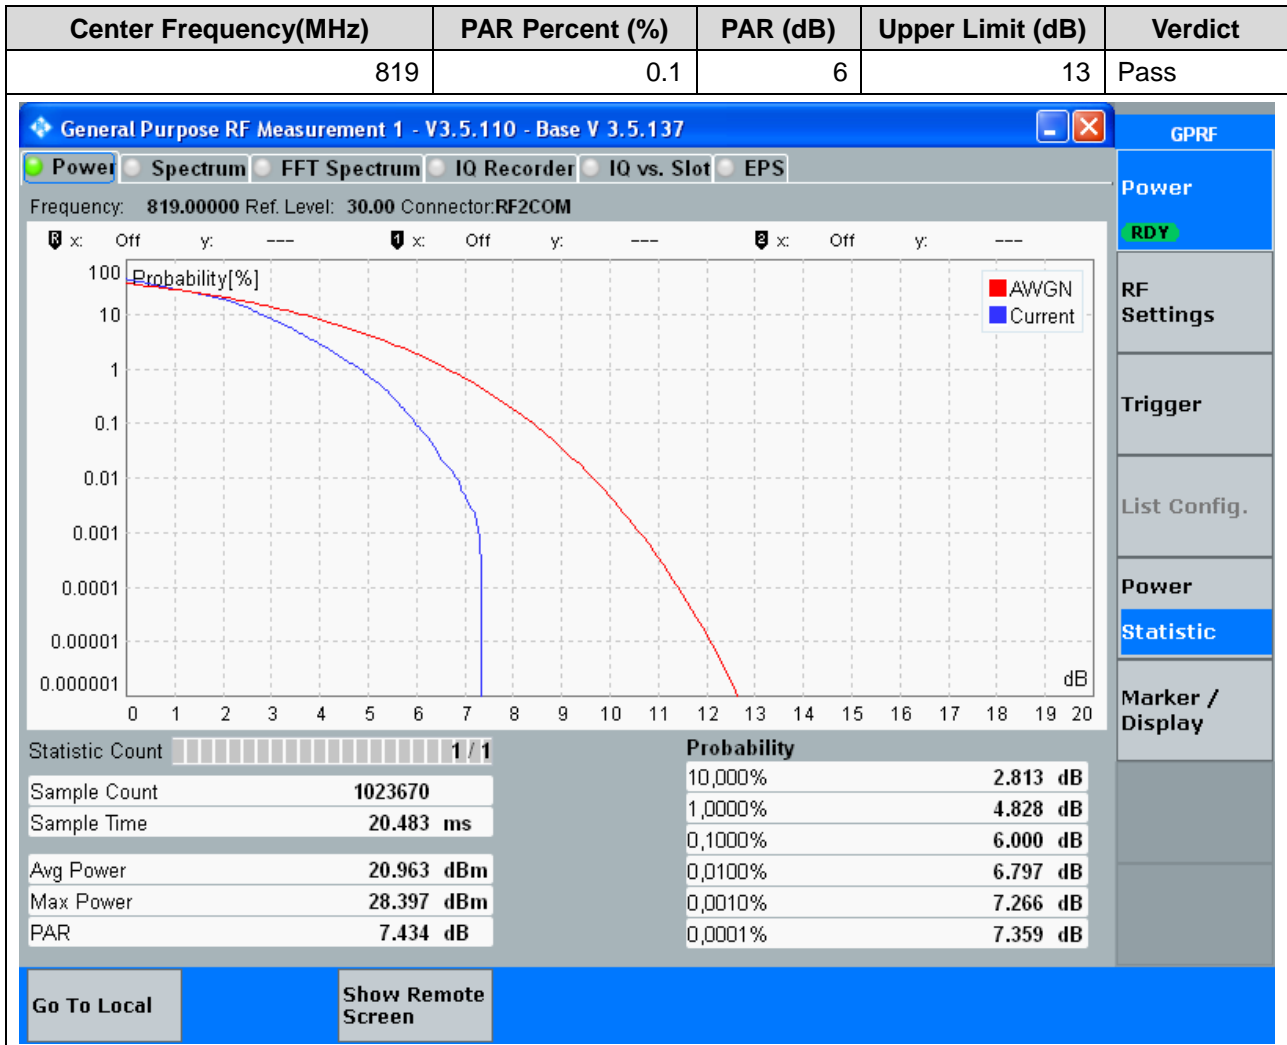 Center Frequency(MHz) PAR Percent (%) PAR (dB) Upper Limit (dB) Verdict
819 0.1 6 13 Pass
General Purpose RF Measurement 1 - V3.5.110 - Base V 3.5.137
GPRF
Power Spectrum FFT Spectrum IQ Recorder IQ vs. Slot EPS
Power
RDY
Frequency: 819.00000 Ref. Level: 30.00 Connector:RF2COM
R x: Off y: --- 1 x: Off y: --- 2 x: Off y: ---
Probability[%]
AWGN
Current
100
10
1
0.1
0.01
0.001
0.0001
0.00001
0.000001
dB
0 1 2 3 4 5 6 7 8 9 10 11 12 13 14 15 16 17 18 19 20
RF
Settings
Trigger
List Config.
Power
Statistic
Marker /
Display
Statistic Count 1 / 1
Sample Count 1023670
Sample Time 20.483 ms
Avg Power 20.963 dBm
Max Power 28.397 dBm
PAR 7.434 dB
Probability
10,000% 2.813 dB
1,0000% 4.828 dB
0,1000% 6.000 dB
0,0100% 6.797 dB
0,0010% 7.266 dB
0,0001% 7.359 dB
Go To Local
Show Remote
Screen